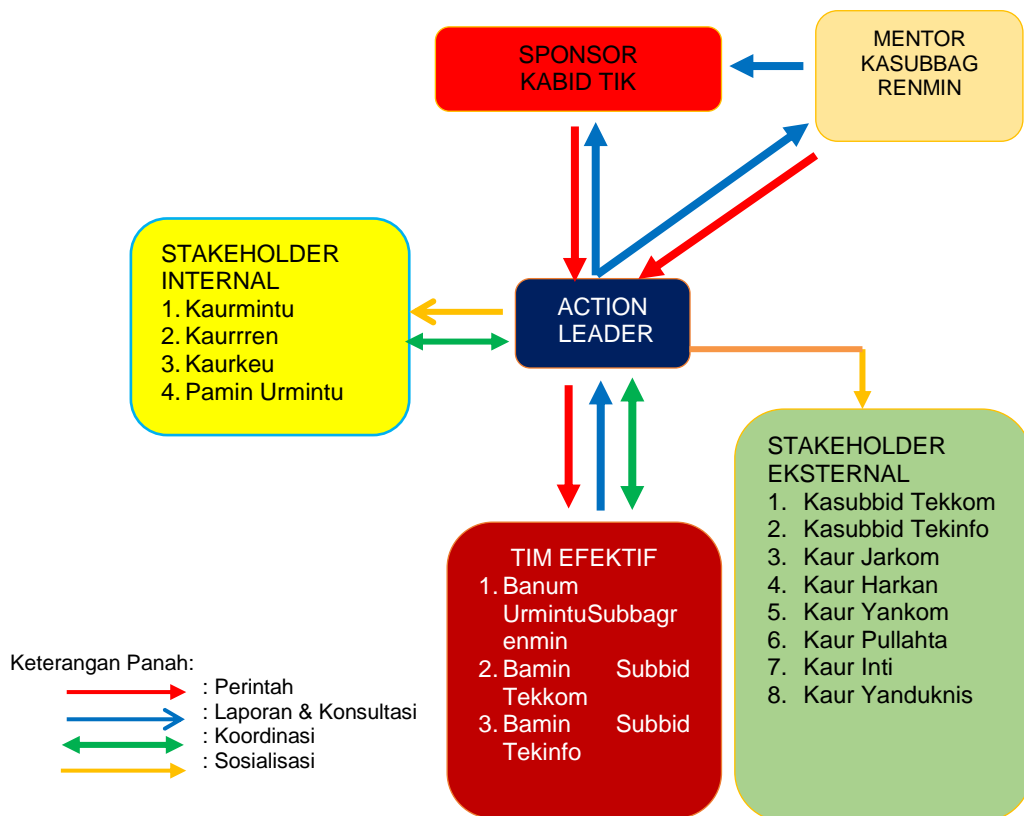 SPONSOR
KABID TIK
MENTOR
KASUBBAG
RENMIN
STAKEHOLDER
INTERNAL
1. Kaurmintu
2. Kaurrren
3. Kaurkeu
4. Pamin Urmintu
ACTION
LEADER
STAKEHOLDER
EKSTERNAL
1. Kasubbid Tekkom
2. Kasubbid Tekinfo
3. Kaur Jarkom
4. Kaur Harkan
5. Kaur Yankom
6. Kaur Pullahta
7. Kaur Inti
8. Kaur Yanduknis
TIM EFEKTIF
1. Banum
UrmintuSubbagr
enmin
2. Bamin Subbid
Tekkom
3. Bamin Subbid
Tekinfo
Keterangan Panah:
: Perintah
: Laporan & Konsultasi
: Koordinasi
: Sosialisasi